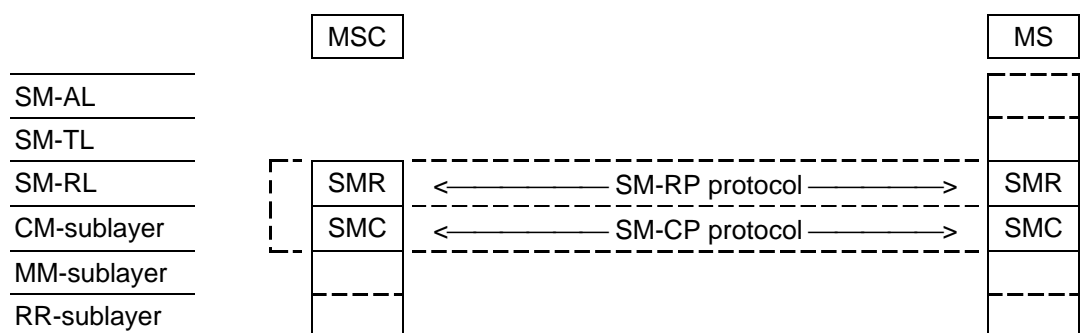 MSC MS
SM-AL
SM-TL
SM-RL SMR <—————— SM-RP protocol ——————> SMR
CM-sublayer SMC <—————— SM-CP protocol ——————> SMC
MM-sublayer
RR-sublayer